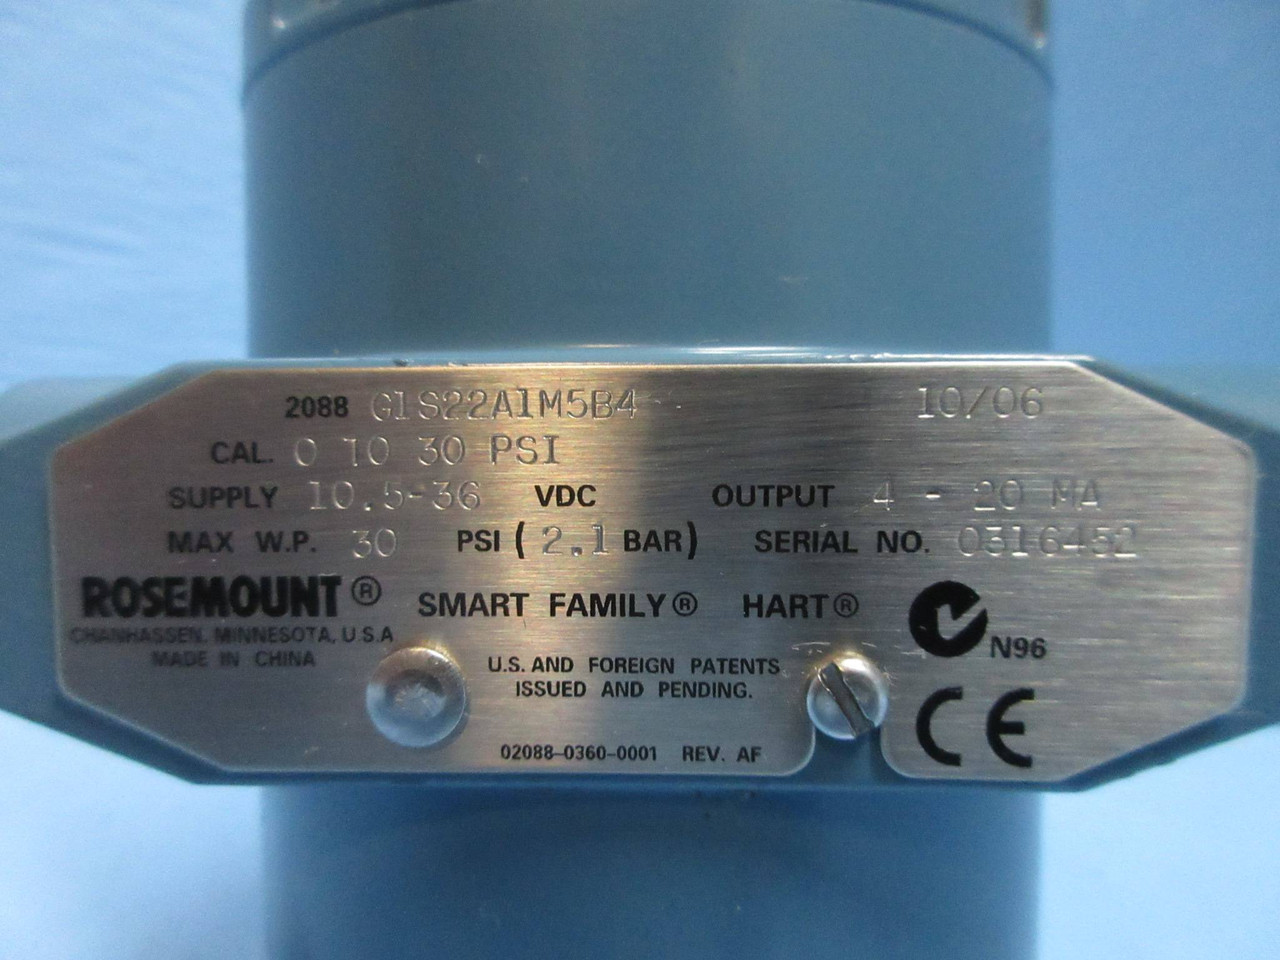 2088 G1S22A1M5B4 10/06
CAL. 0 TO 30 PSI
SUPPLY 10.5-36 VDC OUTPUT 4 - 20 MA
MAX W.P. 30 PSI (2.1 BAR) SERIAL NO. 0316452
ROSEMOUNT® SMART FAMILY® HART®
CHANHASSEN, MINNESOTA, U.S.A
MADE IN CHINA
N96
U.S. AND FOREIGN PATENTS
ISSUED AND PENDING.
CE
02088-0360-0001 REV. AF